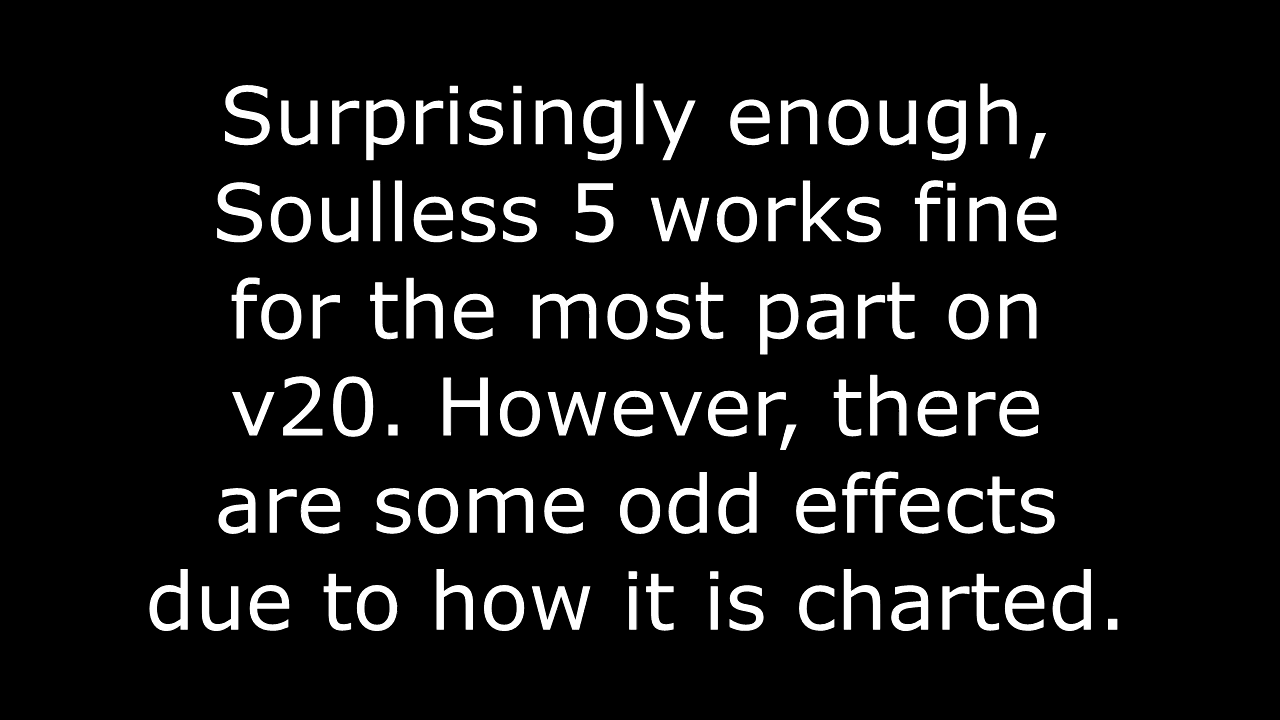 Surprisingly enough,
Soulless 5 works fine
for the most part on
v20. However, there
are some odd effects
due to how it is charted.